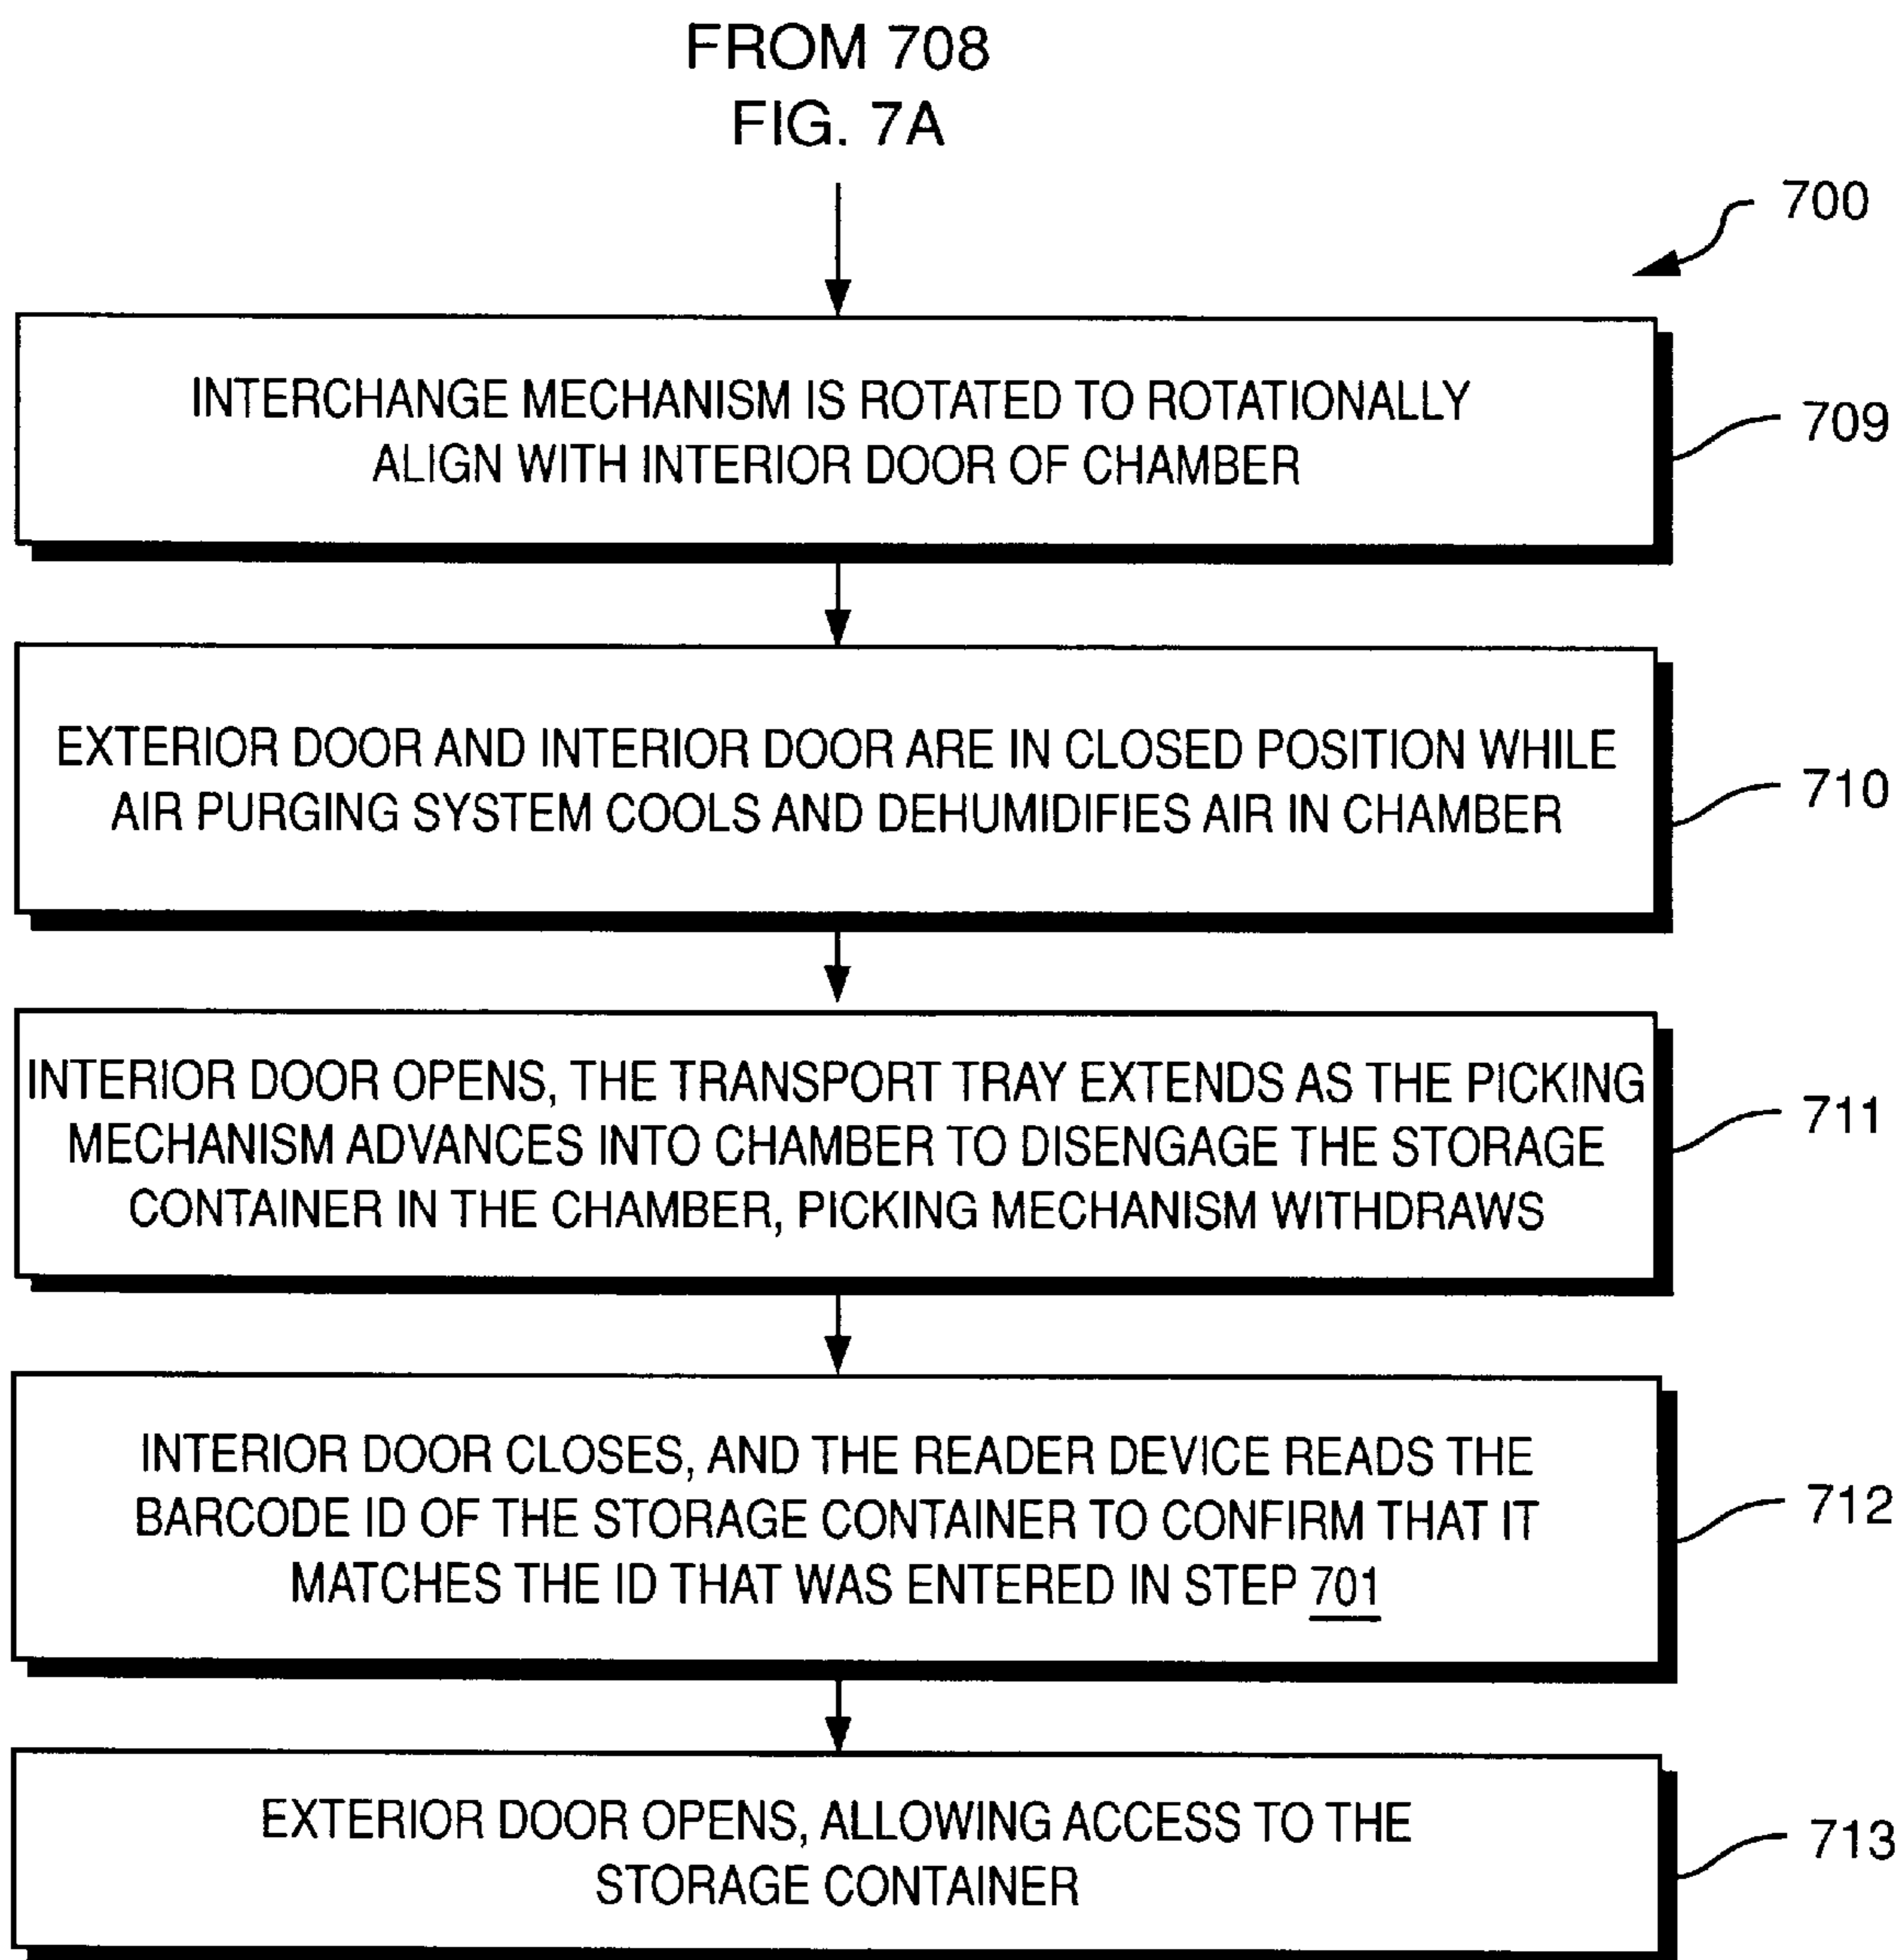 FROM 708
FIG. 7A
700
INTERCHANGE MECHANISM IS ROTATED TO ROTATIONALLY
ALIGN WITH INTERIOR DOOR OF CHAMBER
709
EXTERIOR DOOR AND INTERIOR DOOR ARE IN CLOSED POSITION WHILE
AIR PURGING SYSTEM COOLS AND DEHUMIDIFIES AIR IN CHAMBER
710
INTERIOR DOOR OPENS, THE TRANSPORT TRAY EXTENDS AS THE PICKING
MECHANISM ADVANCES INTO CHAMBER TO DISENGAGE THE STORAGE
CONTAINER IN THE CHAMBER, PICKING MECHANISM WITHDRAWS
711
INTERIOR DOOR CLOSES, AND THE READER DEVICE READS THE
BARCODE ID OF THE STORAGE CONTAINER TO CONFIRM THAT IT
MATCHES THE ID THAT WAS ENTERED IN STEP 701
712
EXTERIOR DOOR OPENS, ALLOWING ACCESS TO THE
STORAGE CONTAINER
713